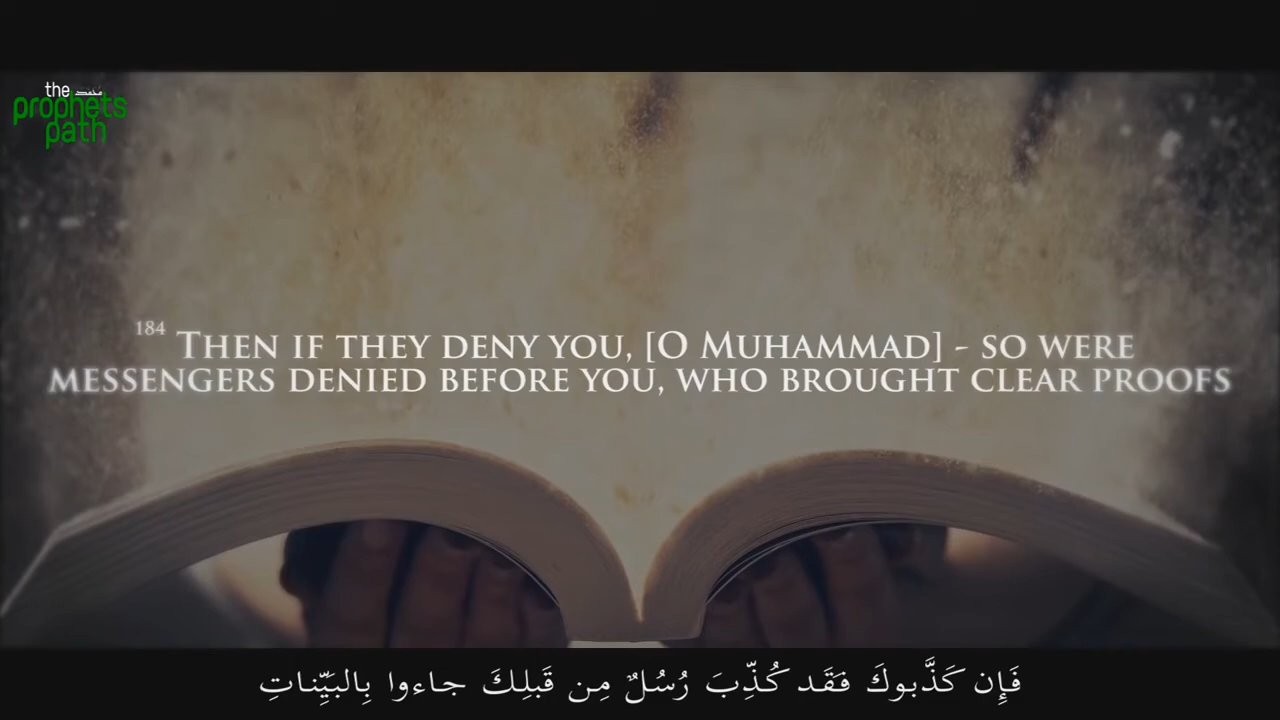 the محمد
prophets
path
184 THEN IF THEY DENY YOU, [O MUHAMMAD] - SO WERE
MESSENGERS DENIED BEFORE YOU, WHO BROUGHT CLEAR PROOFS
فَإِن كَذَّبوكَ فَقَد كُذِّبَ رُسُلٌ مِن قَبلِكَ جاءوا بِالبَيِّناتِ